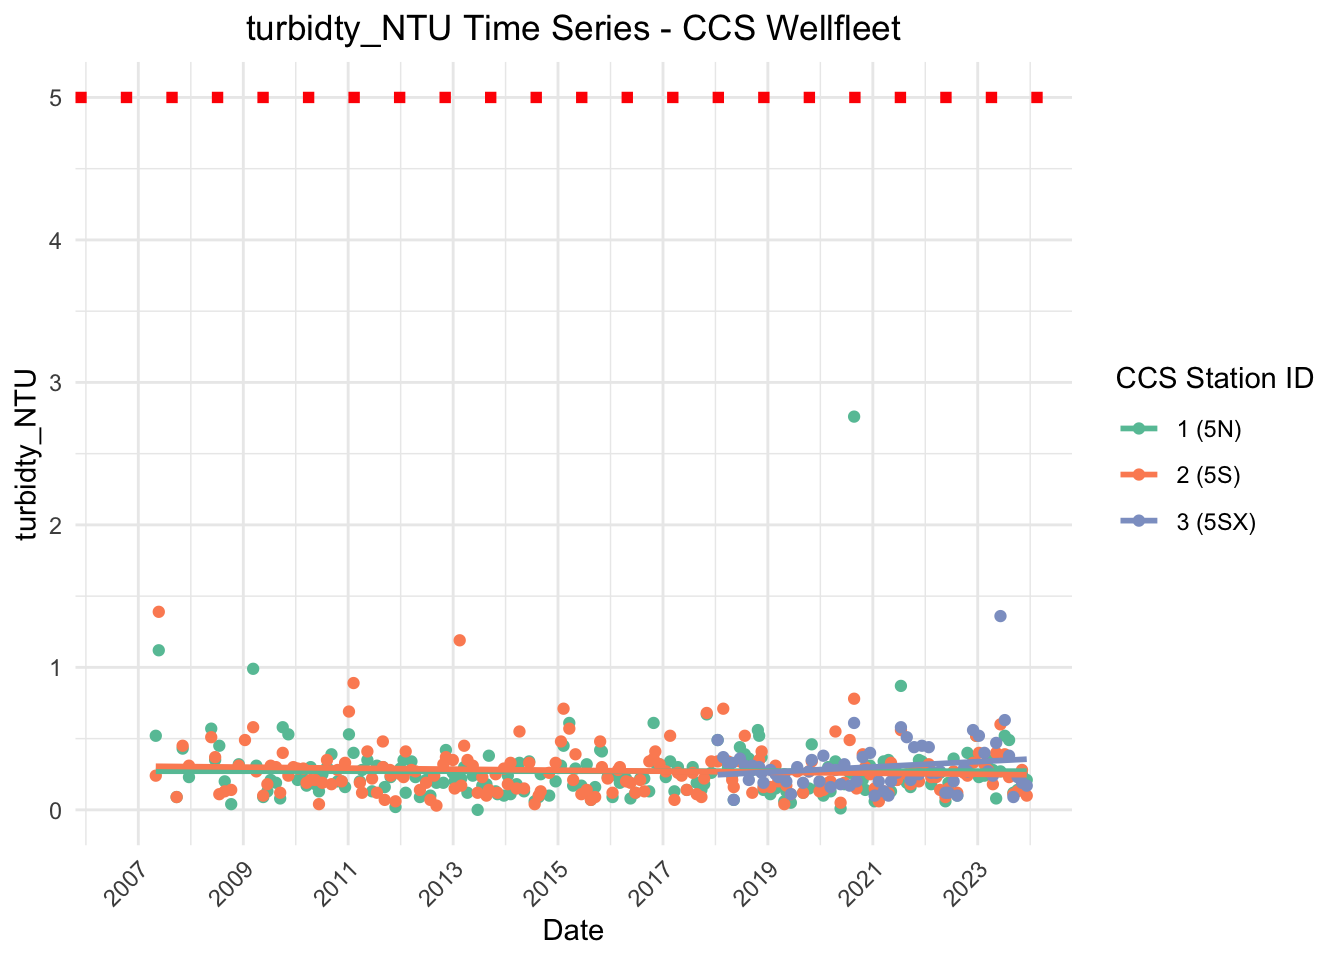 turbidty_NTU Time Series - CCS Wellfleet
turbidty_NTU
5
4
3
2
1
0
2007
2009
2011
2013
2015
2017
2019
2021
2023
Date
CCS Station ID
1 (5N)
2 (5S)
3 (5SX)